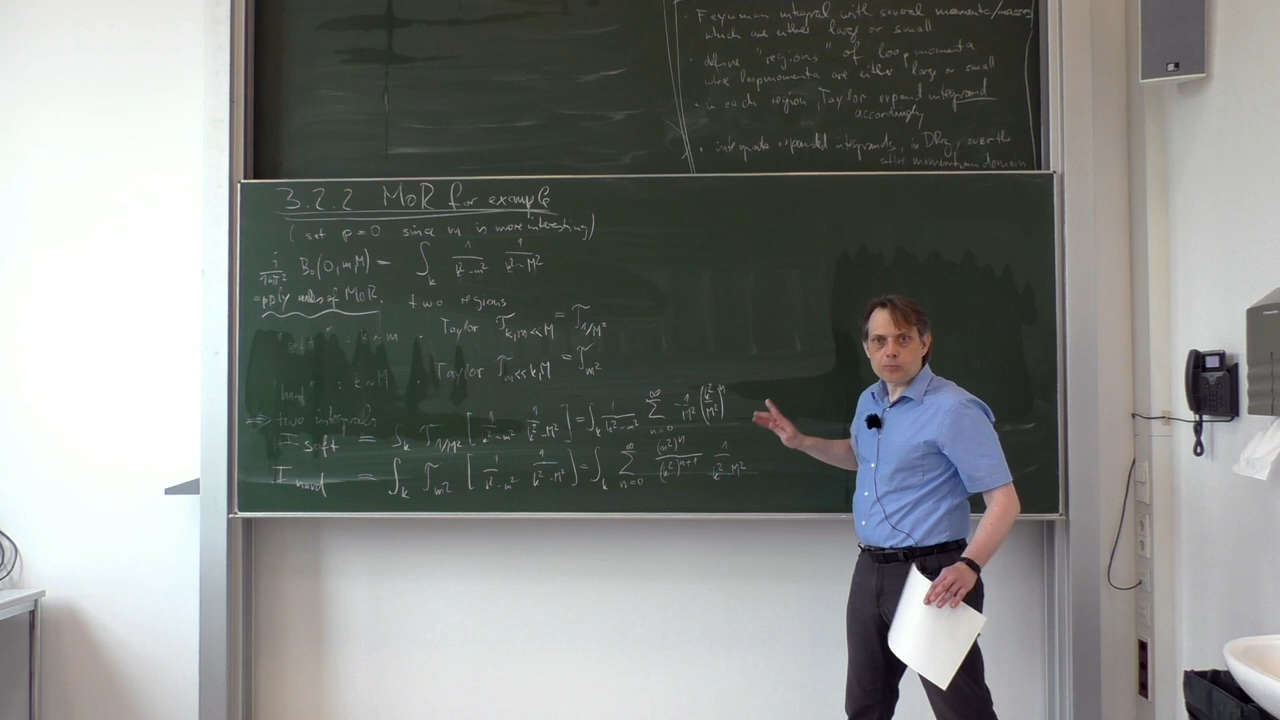 · Feynman integral with several momenta/masses
which are either large or small
· define "regions" of loop momenta
where loop momenta are either large or small
· in each region, Taylor expand integrand
accordingly
· integrate expanded integrands, in DReg, over the
entire momentum domain
3.2.2 MoR for example
(set p=0 since m is more interesting)
i/16π² B₀(0,m,M) = ∫_k 1/(k²-m²) 1/(k²-M²)
apply rules of MoR: two regions
"soft" : k~m . Taylor T_{k,m≪M} = T_{1/M²}
"hard" : k~M . Taylor T_{m≪k,M} = T_{m²}
⇒ two integrals
I_soft = ∫_k T_{1/M²} [1/(k²-m²) 1/(k²-M²)] = ∫_k 1/(k²-m²) Σ_{n=0}^∞ 1/M² (k²/M²)^n
I_hard = ∫_k T_{m²} [1/(k²-m²) 1/(k²-M²)] = ∫_k Σ_{n=0}^∞ (m²)^n/(k²)^{n+1} 1/(k²-M²)